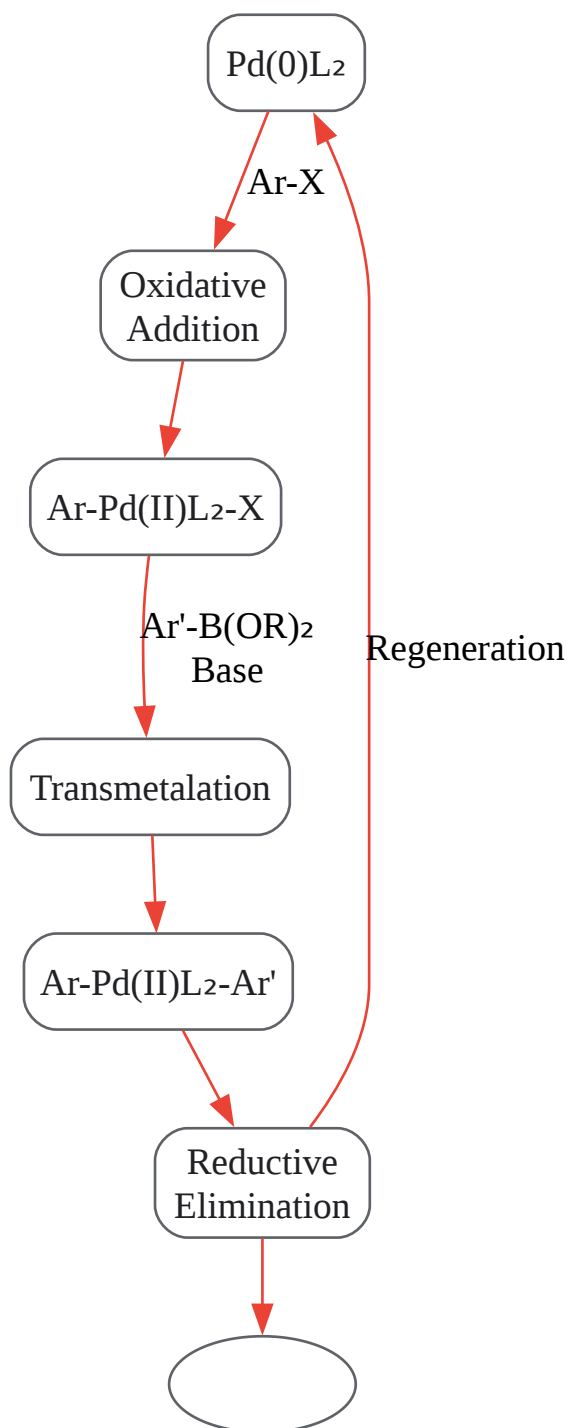 Pd(0)L₂
Ar-X
Oxidative
Addition
Ar-Pd(II)L₂-X
Ar'-B(OR)₂
Base
Regeneration
Transmetalation
Ar-Pd(II)L₂-Ar'
Reductive
Elimination